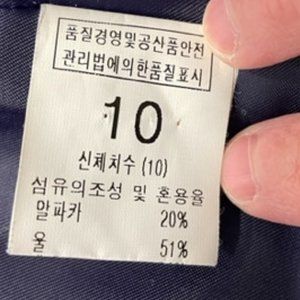 품질경영및공산품안전
관리법에의한품질표시
10
신체치수 (10)
섬유의조성 및 혼용율
알파카 20%
울 51%